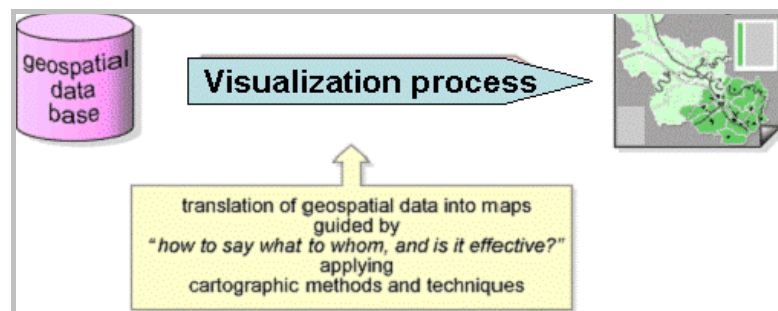 geospatial
data
base
Visualization process
translation of geospatial data into maps
guided by
“how to say what to whom, and is it effective?”
applying
cartographic methods and techniques